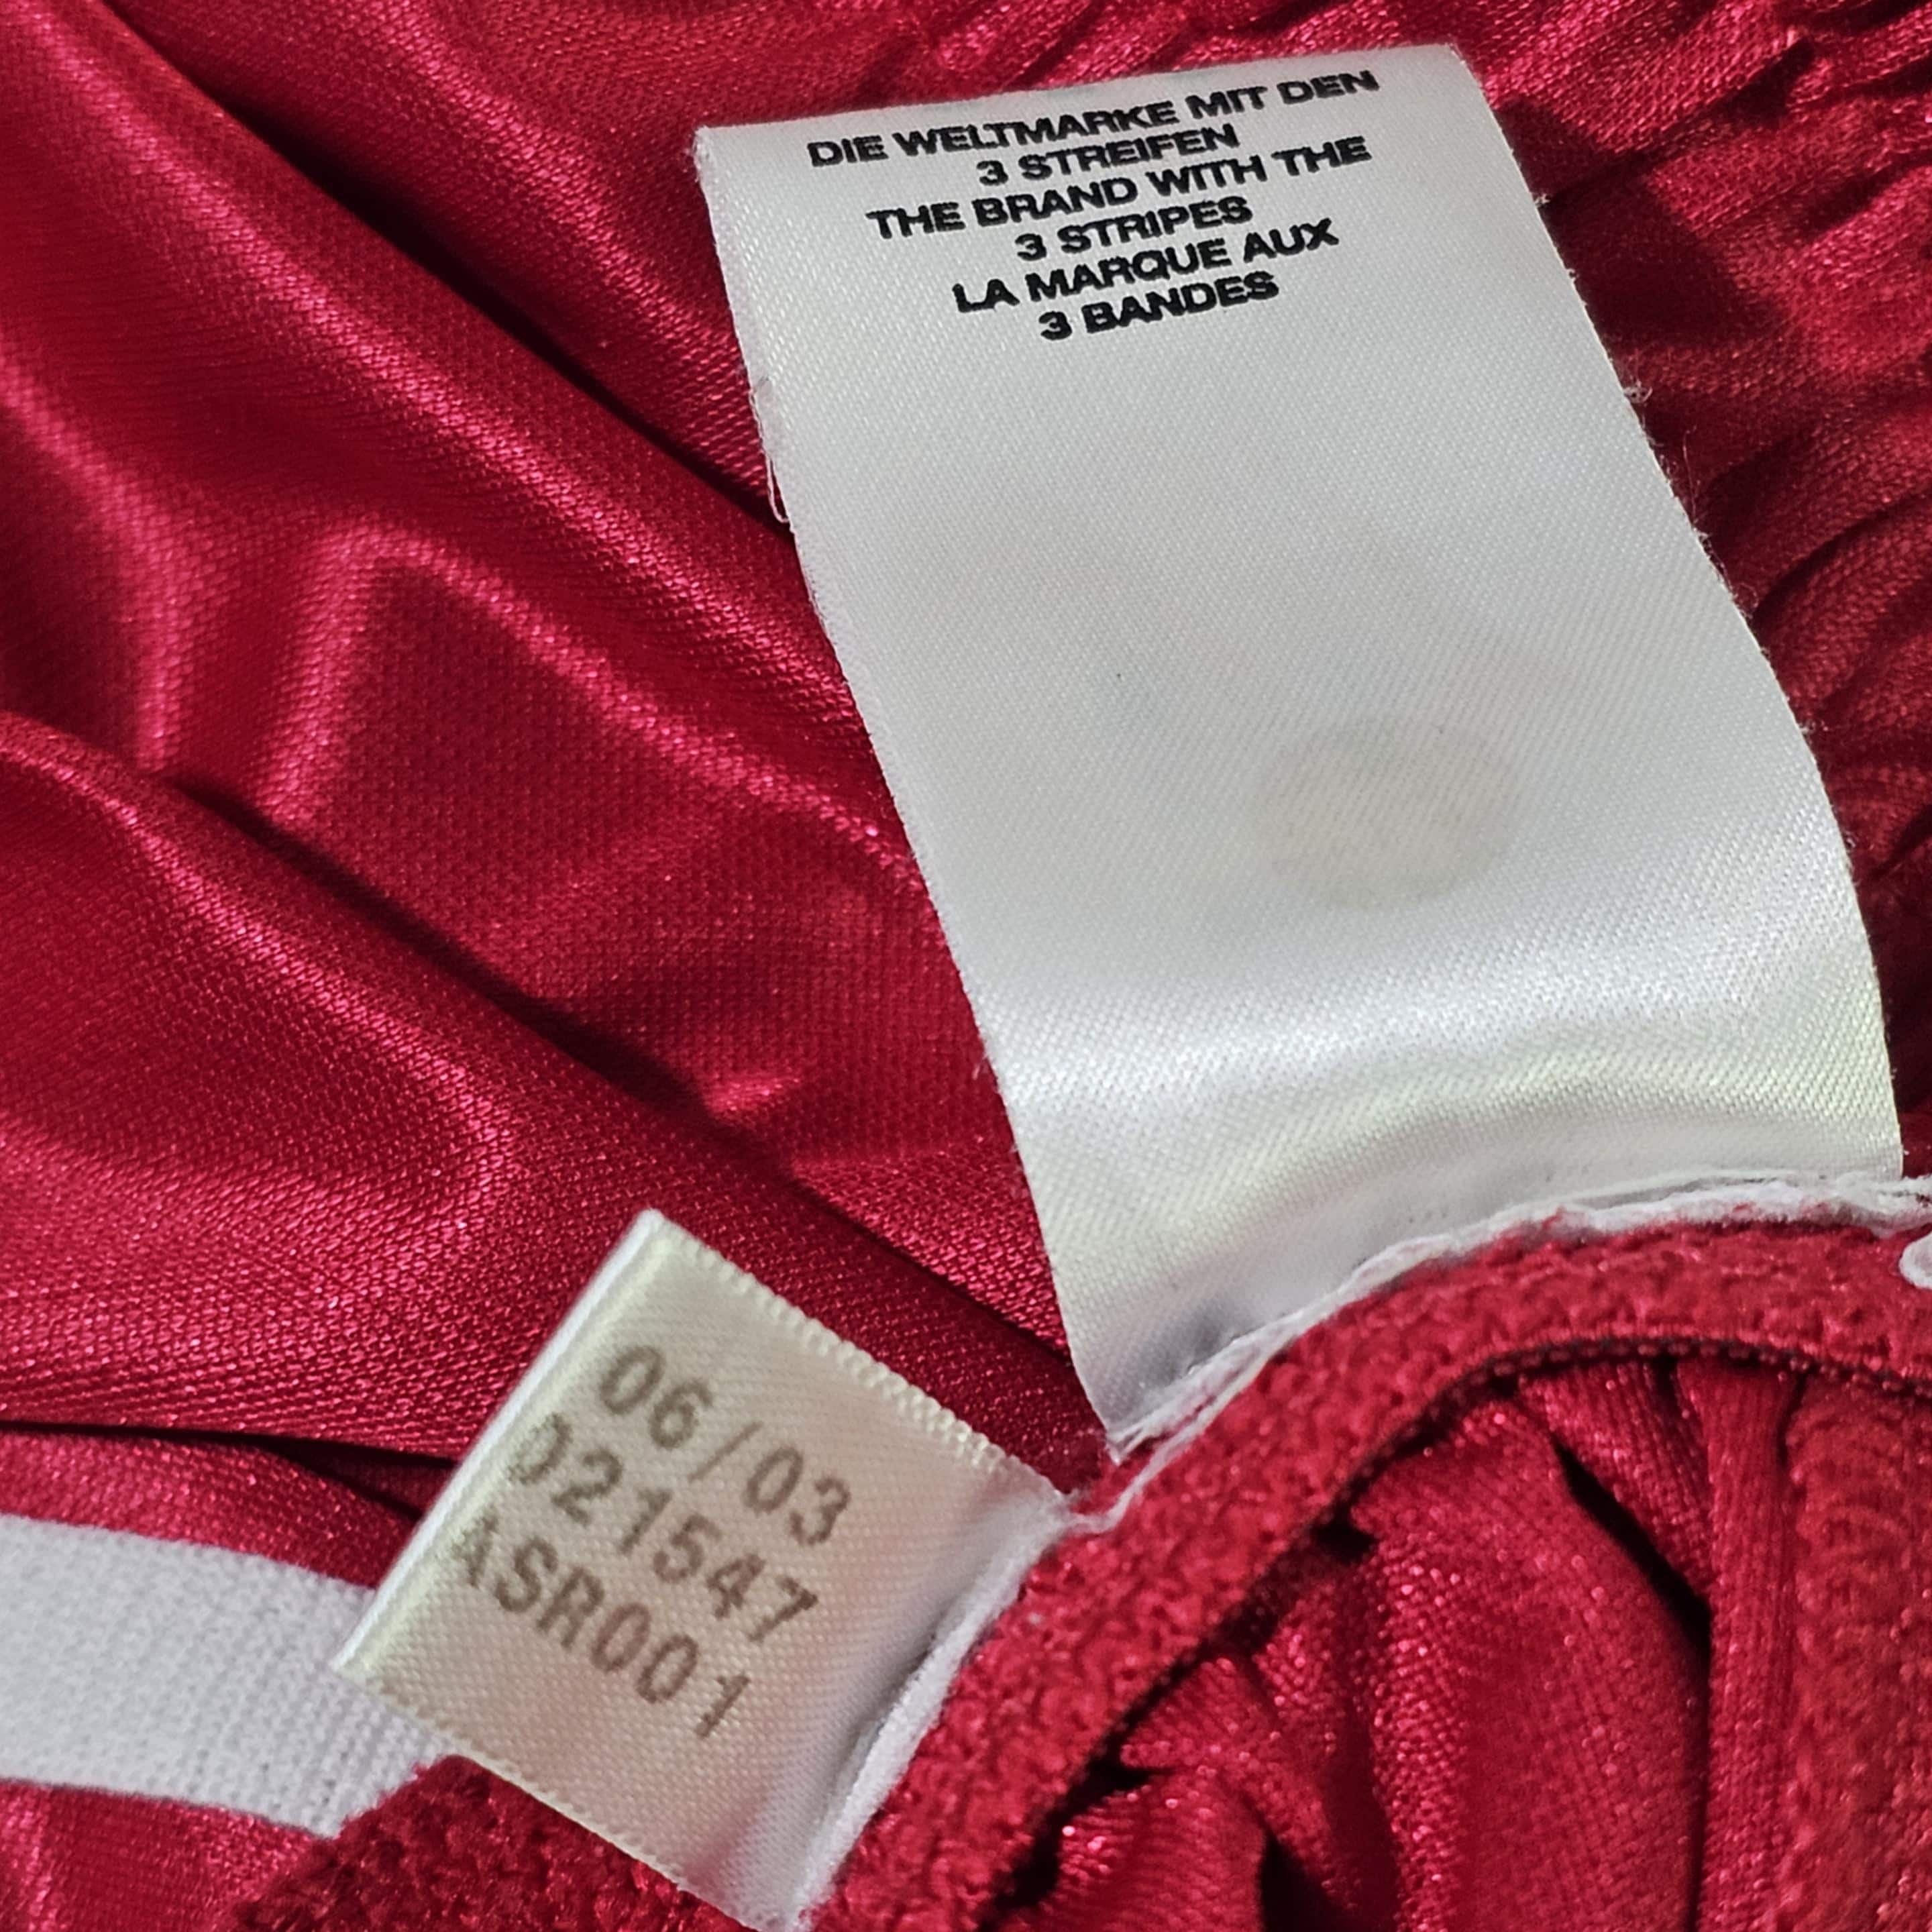 DIE WELTMARKE MIT DEN
3 STREIFEN
THE BRAND WITH THE
3 STRIPES
LA MARQUE AUX
3 BANDES
06/03
021547
ASR001